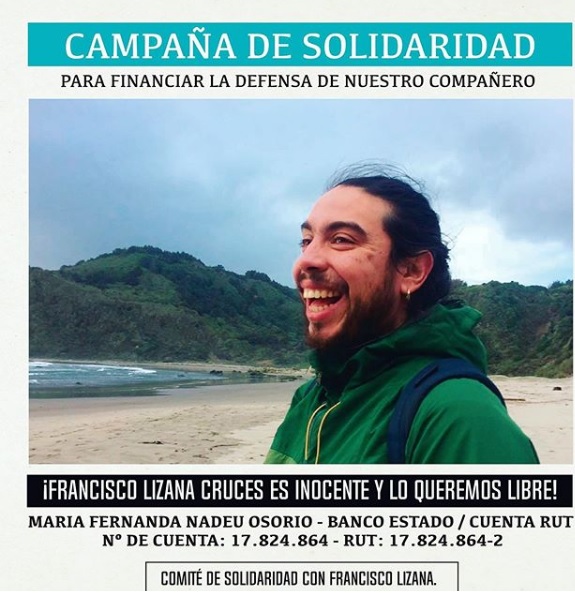 CAMPAÑA DE SOLIDARIDAD
PARA FINANCIAR LA DEFENSA DE NUESTRO COMPAÑERO
¡FRANCISCO LIZANA CRUCES ES INOCENTE Y LO QUEREMOS LIBRE!
MARIA FERNANDA NADEU OSORIO - BANCO ESTADO / CUENTA RUT
Nº DE CUENTA: 17.824.864 - RUT: 17.824.864-2
COMITÉ DE SOLIDARIDAD CON FRANCISCO LIZANA.